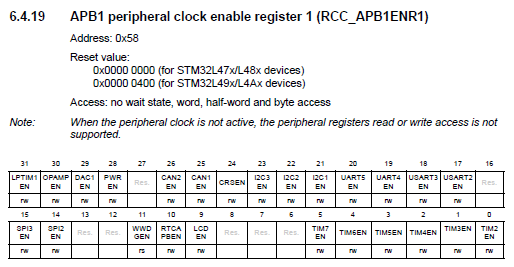 6.4.19 APB1 peripheral clock enable register 1 (RCC_APB1ENR1)
Address: 0x58
Reset value:
0x0000 0000 (for STM32L47x/L48x devices)
0x0000 0400 (for STM32L49x/L4Ax devices)
Access: no wait state, word, half-word and byte access
Note: When the peripheral clock is not active, the peripheral registers read or write access is not
supported.
31 30 29 28 27 26 25 24 23 22 21 20 19 18 17 16
LPTIM1 EN OPAMP EN DAC1 EN PWR EN Res. CAN2 EN CAN1 EN CRSEN I2C3 EN I2C2 EN I2C1 EN UART5 EN UART4 EN USART3 EN USART2 EN Res.
rw rw rw rw rw rw rw rw rw rw rw rw rw rw
15 14 13 12 11 10 9 8 7 6 5 4 3 2 1 0
SPI3 EN SPI2 EN Res. Res. WWD GEN RTCA PBEN LCD EN Res. Res. Res. TIM7 EN TIM6EN TIM5EN TIM4EN TIM3EN TIM2 EN
rw rw rs rw rw rw rw rw rw rw rw